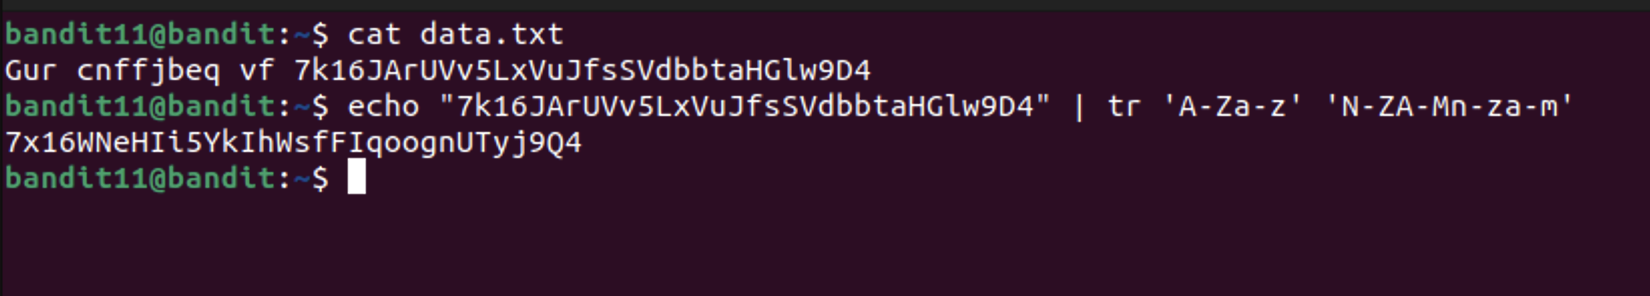 bandit11@bandit:~$ cat data.txt
Gur cnffjbeq vf 7k16JArUVv5LxVuJfsSVdbbtaHGlw9D4
bandit11@bandit:~$ echo "7k16JArUVv5LxVuJfsSVdbbtaHGlw9D4" | tr 'A-Za-z' 'N-ZA-Mn-za-m'
7x16WNeHIi5YkIhWsfFIqoognUTyj9Q4
bandit11@bandit:~$